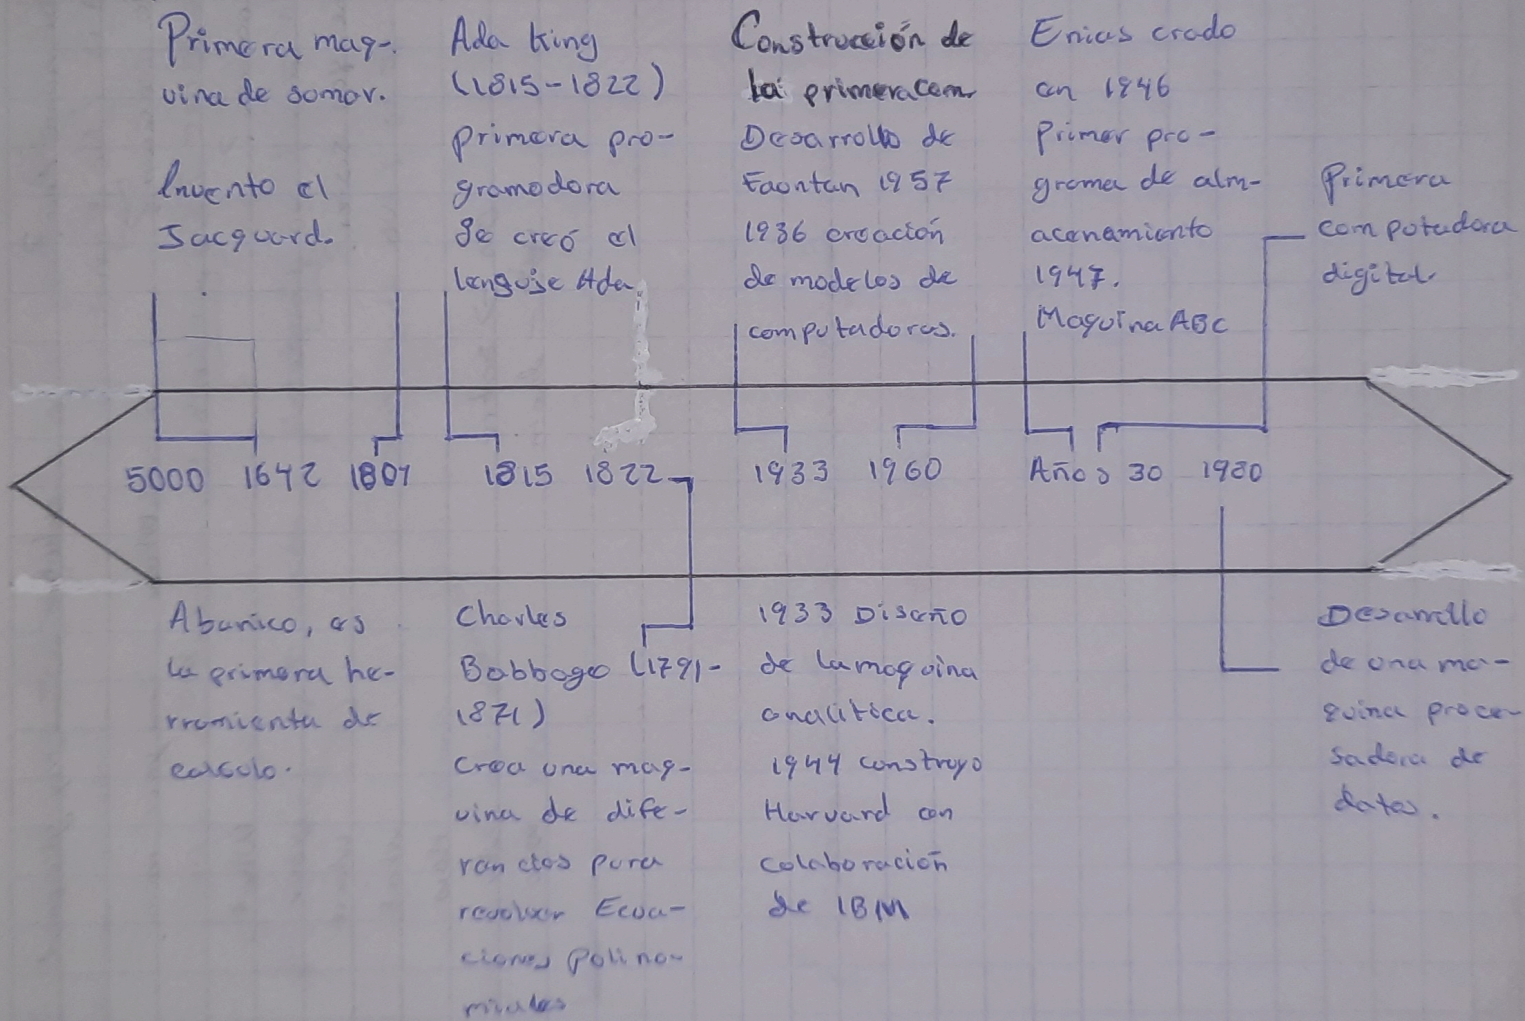 Primera maq-
uina de sumar.
Invento el
Jacquard.
Ada King
(1815-1822)
primera pro-
gramadora
Se creó el
lenguaje Ada
Construcción de
la primera com
Desarrollo de
1957
1936 creación
de modelos de
computadoras.
Enias crado
en 1946
Primer pro-
grama de alm-
acenamiento
1947.
Maquina ABC
Primera
computadora
digital
5000 1642 1801 1815 1822 1933 1960 Años 30 1980
Abanico, es
la primera he-
rramienta de
calculo.
Charles
Babbage (1791-
1871)
Crea una maq-
uina de dife-
rencias para
resolver Ecua-
ciones polino-
miales
1933 Diseño
de la maquina
analitica.
1944 construyo
Harvard en
colaboración
de IBM
Desarrollo
de una ma-
quina proce-
sadora de
datos.